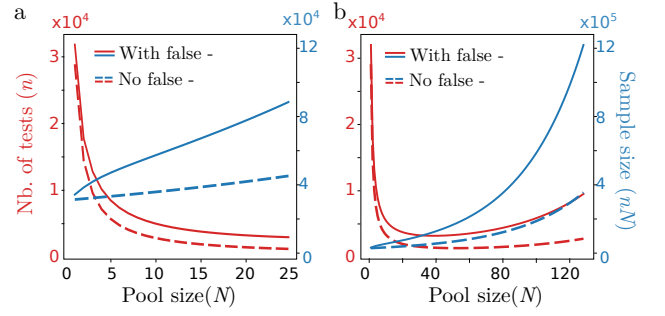 a
b
x10⁴
x10⁴
x10⁴
x10⁵
With false -
No false -
With false -
No false -
Nb. of tests (n)
3
2
1
0
12
8
4
0
3
2
1
0
12
8
4
0
Sample size (nN)
0 5 10 15 20 25
0 40 80 120
Pool size(N)
Pool size(N)